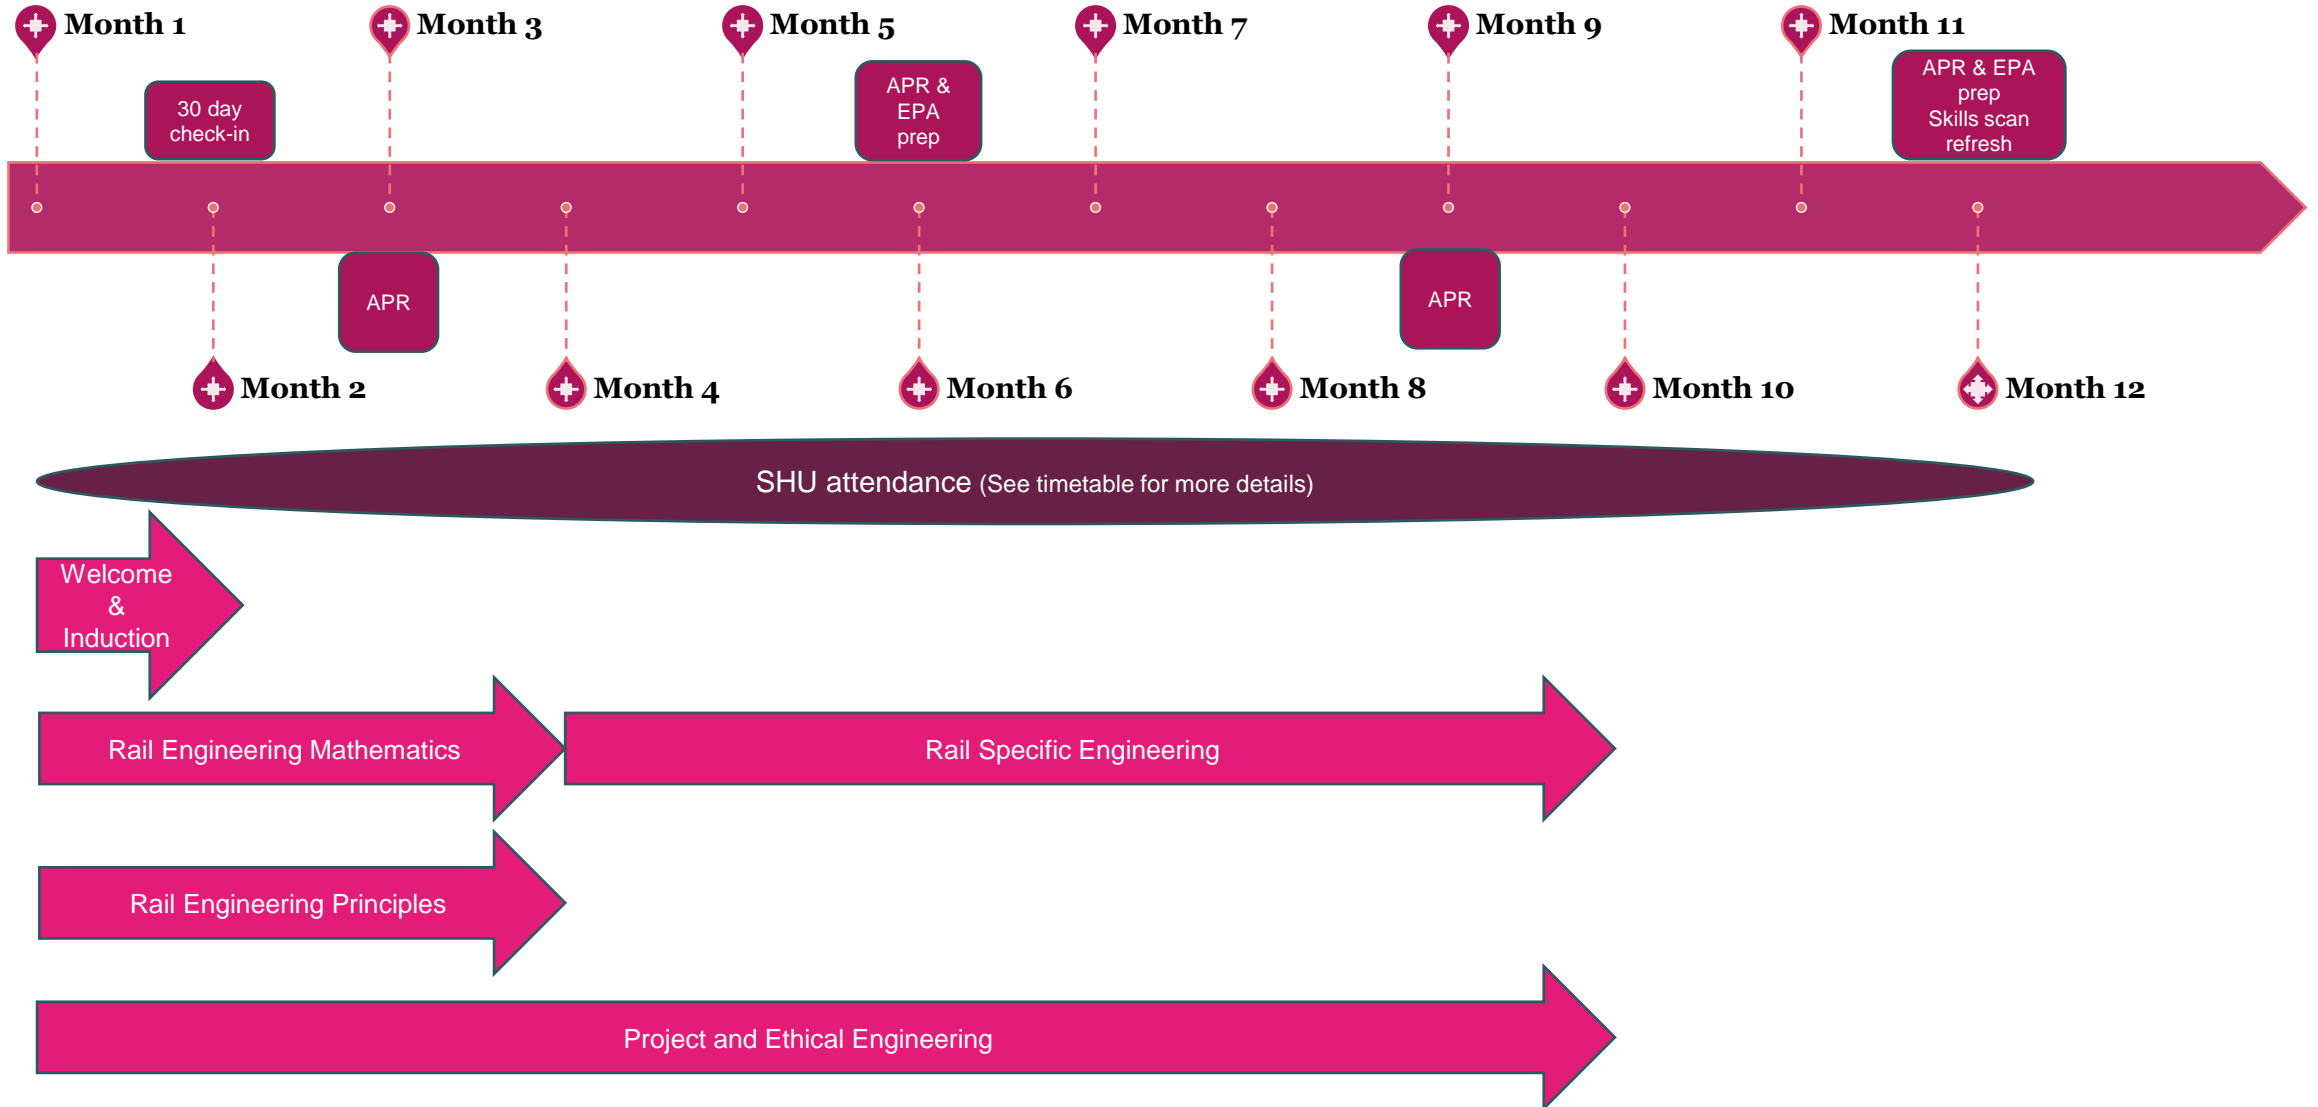 Month 1
Month 3
Month 5
Month 7
Month 9
Month 11
30 day
check-in
APR &
EPA
prep
APR & EPA
prep
Skills scan
refresh
APR
APR
Month 2
Month 4
Month 6
Month 8
Month 10
Month 12
SHU attendance (See timetable for more details)
Welcome
&
Induction
Rail Engineering Mathematics
Rail Specific Engineering
Rail Engineering Principles
Project and Ethical Engineering